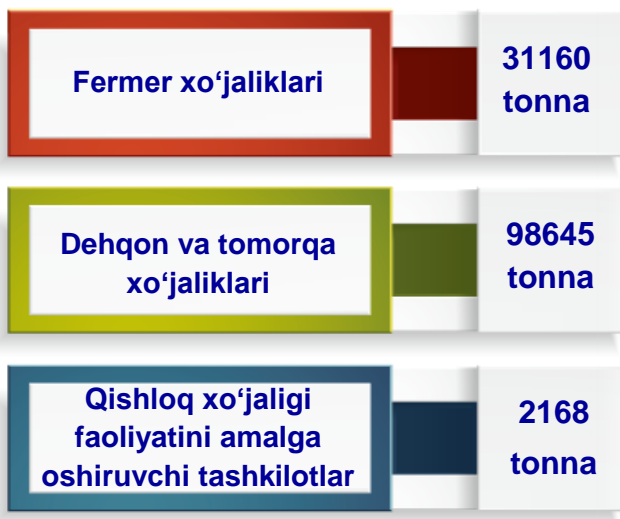 Fermer xo‘jaliklari
31160
tonna
Dehqon va tomorqa
xo‘jaliklari
98645
tonna
Qishloq xo‘jaligi
faoliyatini amalga
oshiruvchi tashkilotlar
2168
tonna